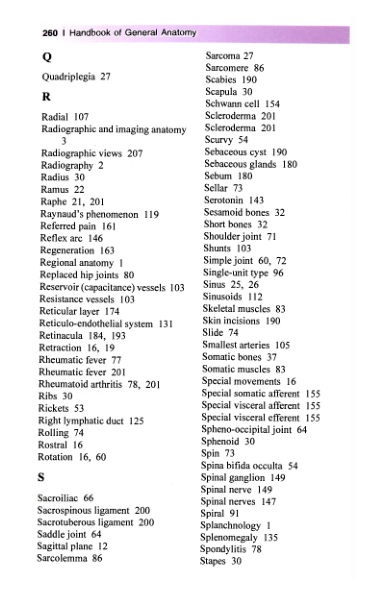 260 | Handbook of General Anatomy
Q
Quadriplegia 27
R
Radial 107
Radiographic and imaging anatomy
3
Radiographic views 207
Radiography 2
Radius 30
Ramus 22
Raphe 21, 201
Raynaud's phenomenon 119
Referred pain 161
Reflex arc 146
Regeneration 163
Regional anatomy 1
Replaced hip joints 80
Reservoir (capacitance) vessels 103
Resistance vessels 103
Reticular layer 174
Reticulo-endothelial system 131
Retinacula 184, 193
Retraction 16, 19
Rheumatic fever 77
Rheumatic fever 201
Rheumatoid arthritis 78, 201
Ribs 30
Rickets 53
Right lymphatic duct 125
Rolling 74
Rostral 16
Rotation 16, 60
S
Sacroiliac 66
Sacrospinous ligament 200
Sacrotuberous ligament 200
Saddle joint 64
Sagittal plane 12
Sarcolemma 86
Sarcoma 27
Sarcomere 86
Scabies 190
Scapula 30
Schwann cell 154
Scleroderma 201
Scleroderma 201
Scurvy 54
Sebaceous cyst 190
Sebaceous glands 180
Sebum 180
Sellar 73
Serotonin 143
Sesamoid bones 32
Short bones 32
Shoulder joint 71
Shunts 103
Simple joint 60, 72
Single-unit type 96
Sinus 25, 26
Sinusoids 112
Skeletal muscles 83
Skin incisions 190
Slide 74
Smallest arteries 105
Somatic bones 37
Somatic muscles 83
Special movements 16
Special somatic afferent 155
Special visceral afferent 155
Special visceral efferent 155
Spheno-occipital joint 64
Sphenoid 30
Spin 73
Spina bifida occulta 54
Spinal ganglion 149
Spinal nerve 149
Spinal nerves 147
Spiral 91
Splanchnology 1
Splenomegaly 135
Spondylitis 78
Stapes 30